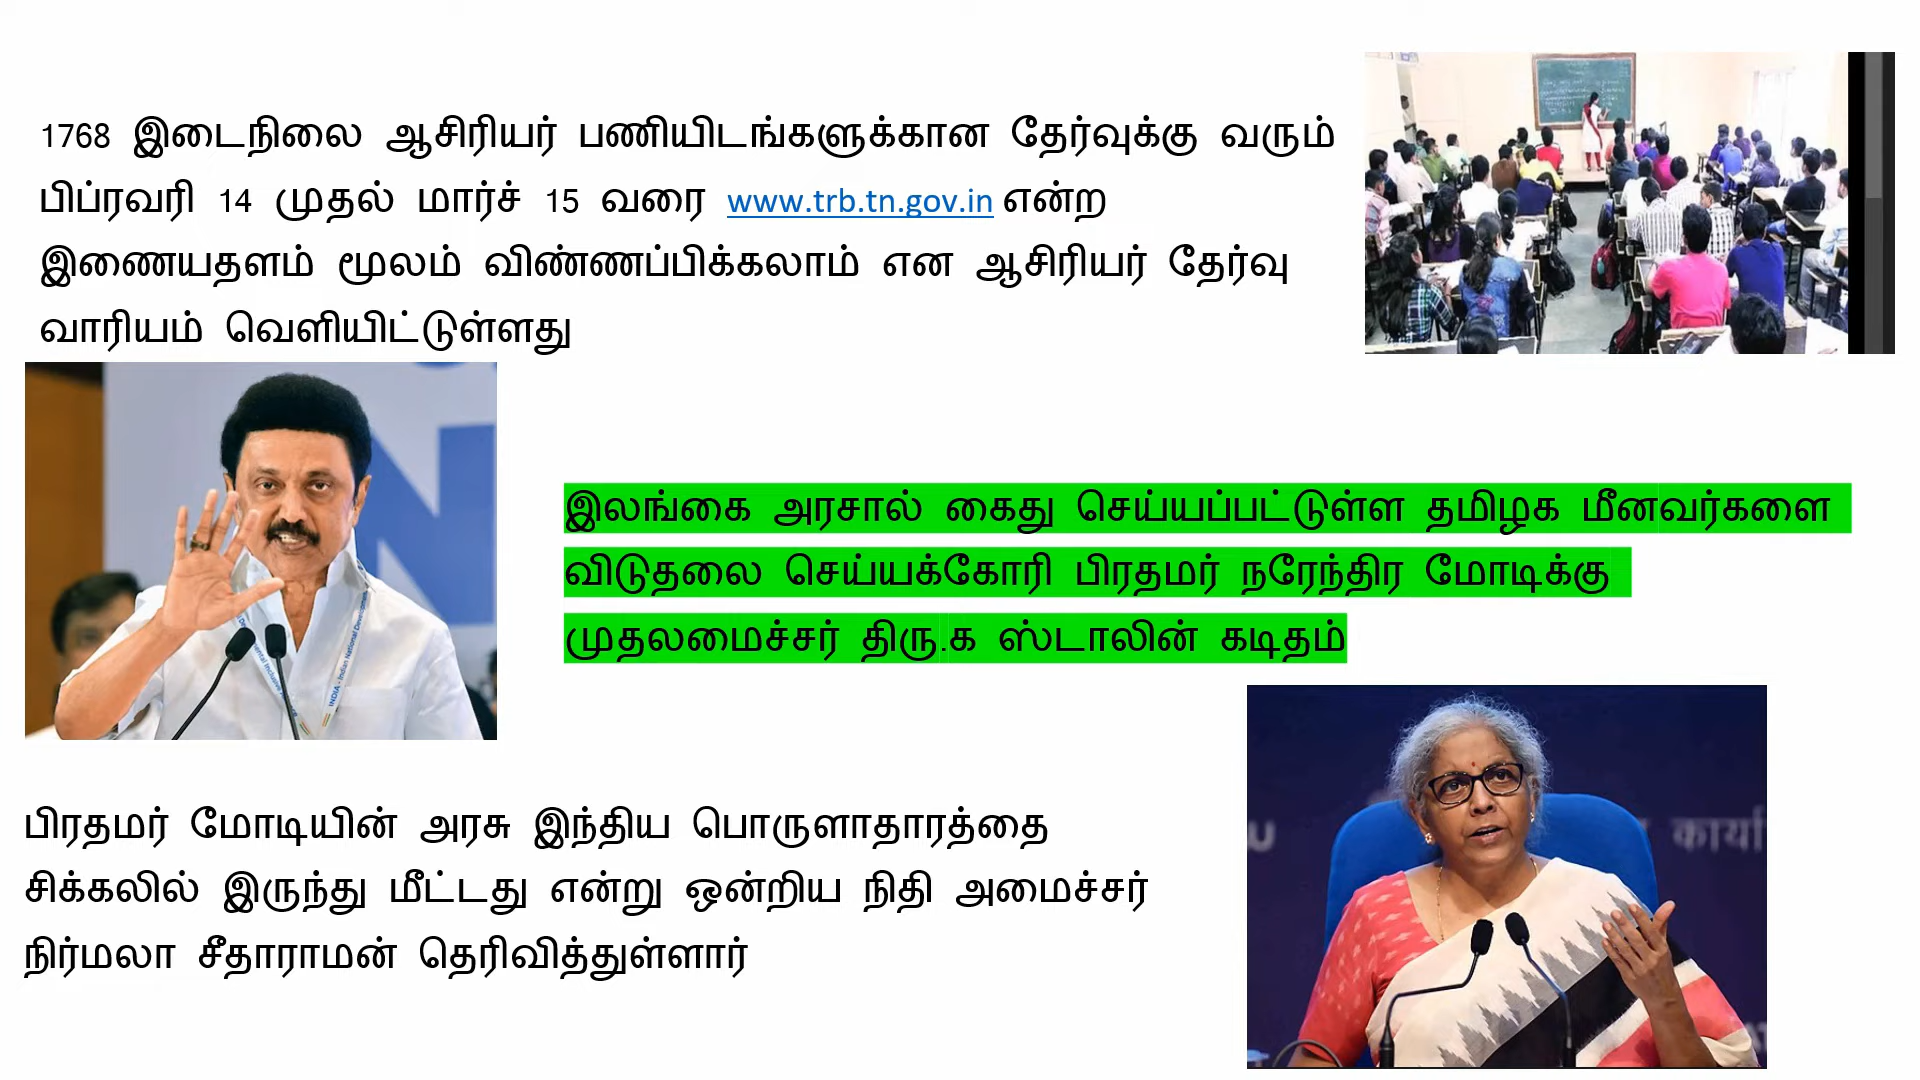 1768 இடைநிலை ஆசிரியர் பணியிடங்களுக்கான தேர்வுக்கு வரும்
பிப்ரவரி 14 முதல் மார்ச் 15 வரை www.trb.tn.gov.in என்ற
இணையதளம் மூலம் விண்ணப்பிக்கலாம் என ஆசிரியர் தேர்வு
வாரியம் வெளியிட்டுள்ளது
இலங்கை அரசால் கைது செய்யப்பட்டுள்ள தமிழக மீனவர்களை
விடுதலை செய்யக்கோரி பிரதமர் நரேந்திர மோடிக்கு
முதலமைச்சர் திரு.க ஸ்டாலின் கடிதம்
பிரதமர் மோடியின் அரசு இந்திய பொருளாதாரத்தை
சிக்கலில் இருந்து மீட்டது என்று ஒன்றிய நிதி அமைச்சர்
நிர்மலா சீதாராமன் தெரிவித்துள்ளார்
कार्या